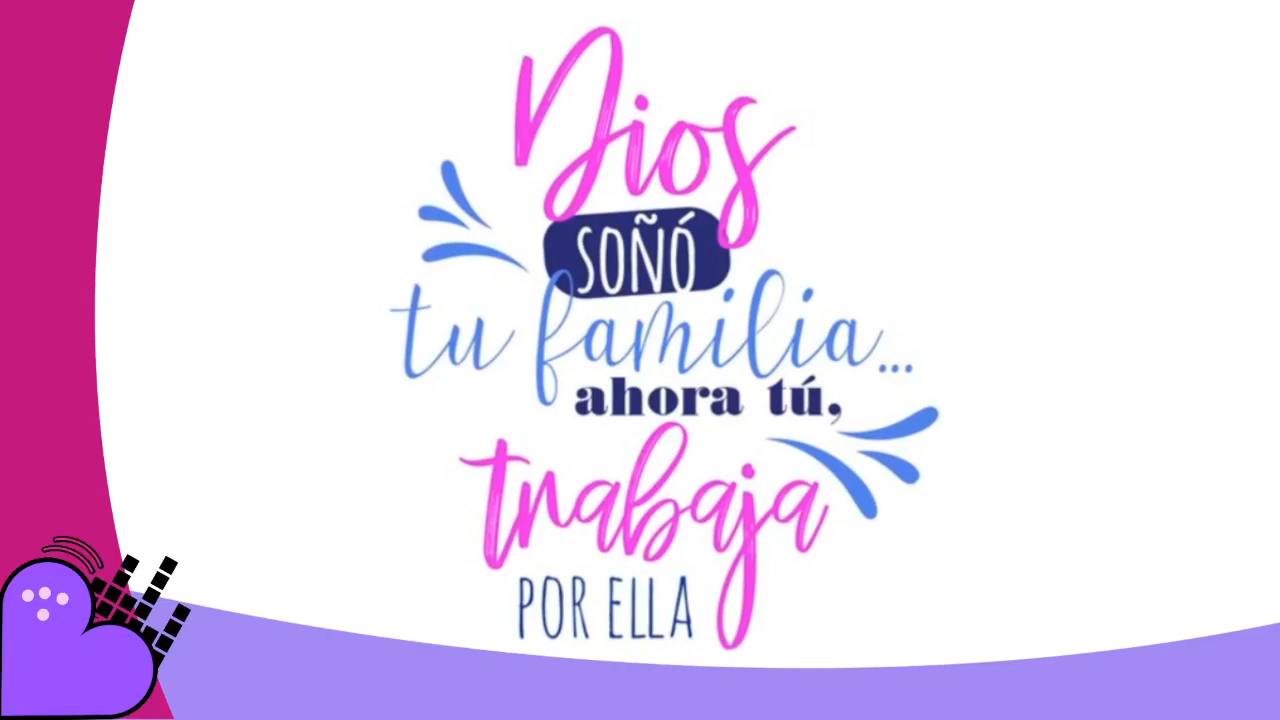 Dios
SOÑÓ
tu familia...
ahora tú,
trabaja
POR ELLA